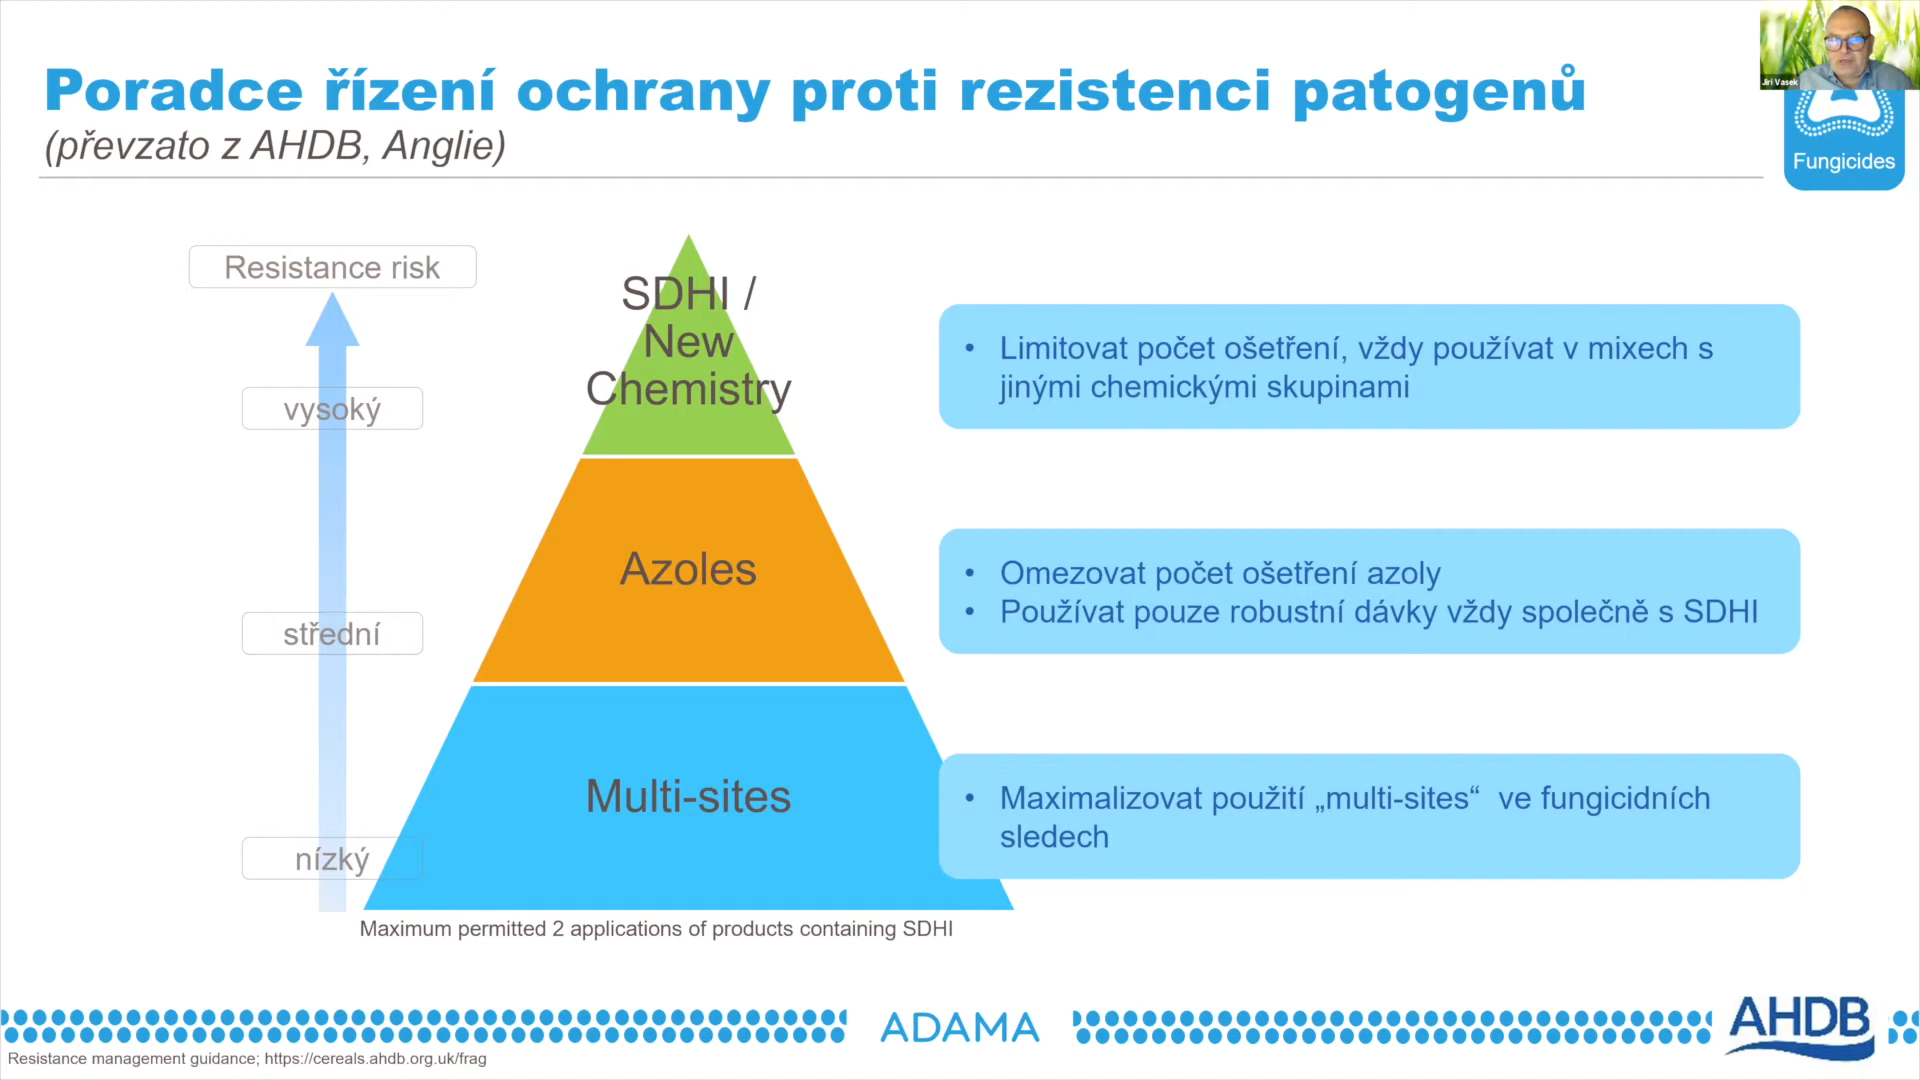 Poradce řízení ochrany proti rezistenci patogenů
(převzato z AHDB, Anglie)
Jiri Vasek
Fungicides
Resistance risk
vysoký
střední
nízký
SDHI /
New
Chemistry
Azoles
Multi-sites
• Limitovat počet ošetření, vždy používat v mixech s
jinými chemickými skupinami
• Omezovat počet ošetření azoly
• Používat pouze robustní dávky vždy společně s SDHI
• Maximalizovat použití „multi-sites“ ve fungicidních
sledech
Maximum permitted 2 applications of products containing SDHI
ADAMA
AHDB
Resistance management guidance; https://cereals.ahdb.org.uk/frag